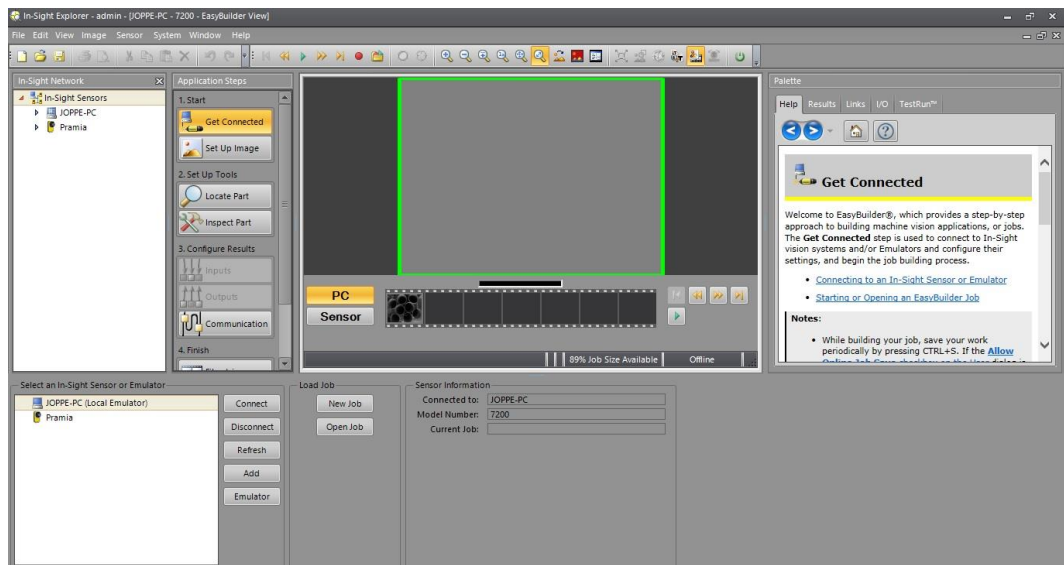 In-Sight Explorer - admin - [JOPPE-PC - 7200 - EasyBuilder View]
File Edit View Image Sensor System Window Help
In-Sight Network
In-Sight Sensors
JOPPE-PC
Pramia
Application Steps
1. Start
Get Connected
Set Up Image
2. Set Up Tools
Locate Part
Inspect Part
3. Configure Results
Inputs
Outputs
Communication
4. Finish
PC
Sensor
89% Job Size Available
Offline
Palette
Help Results Links I/O TestRun™
Get Connected
Welcome to EasyBuilder®, which provides a step-by-step
approach to building machine vision applications, or jobs.
The Get Connected step is used to connect to In-Sight
vision systems and/or Emulators and configure their
settings, and begin the job building process.
• Connecting to an In-Sight Sensor or Emulator
• Starting or Opening an EasyBuilder Job
Notes:
• While building your job, save your work
periodically by pressing CTRL+S. If the Allow
Select an In-Sight Sensor or Emulator
JOPPE-PC (Local Emulator)
Pramia
Connect
Disconnect
Refresh
Add
Emulator
Load Job
New Job
Open Job
Sensor Information
Connected to: JOPPE-PC
Model Number: 7200
Current Job: